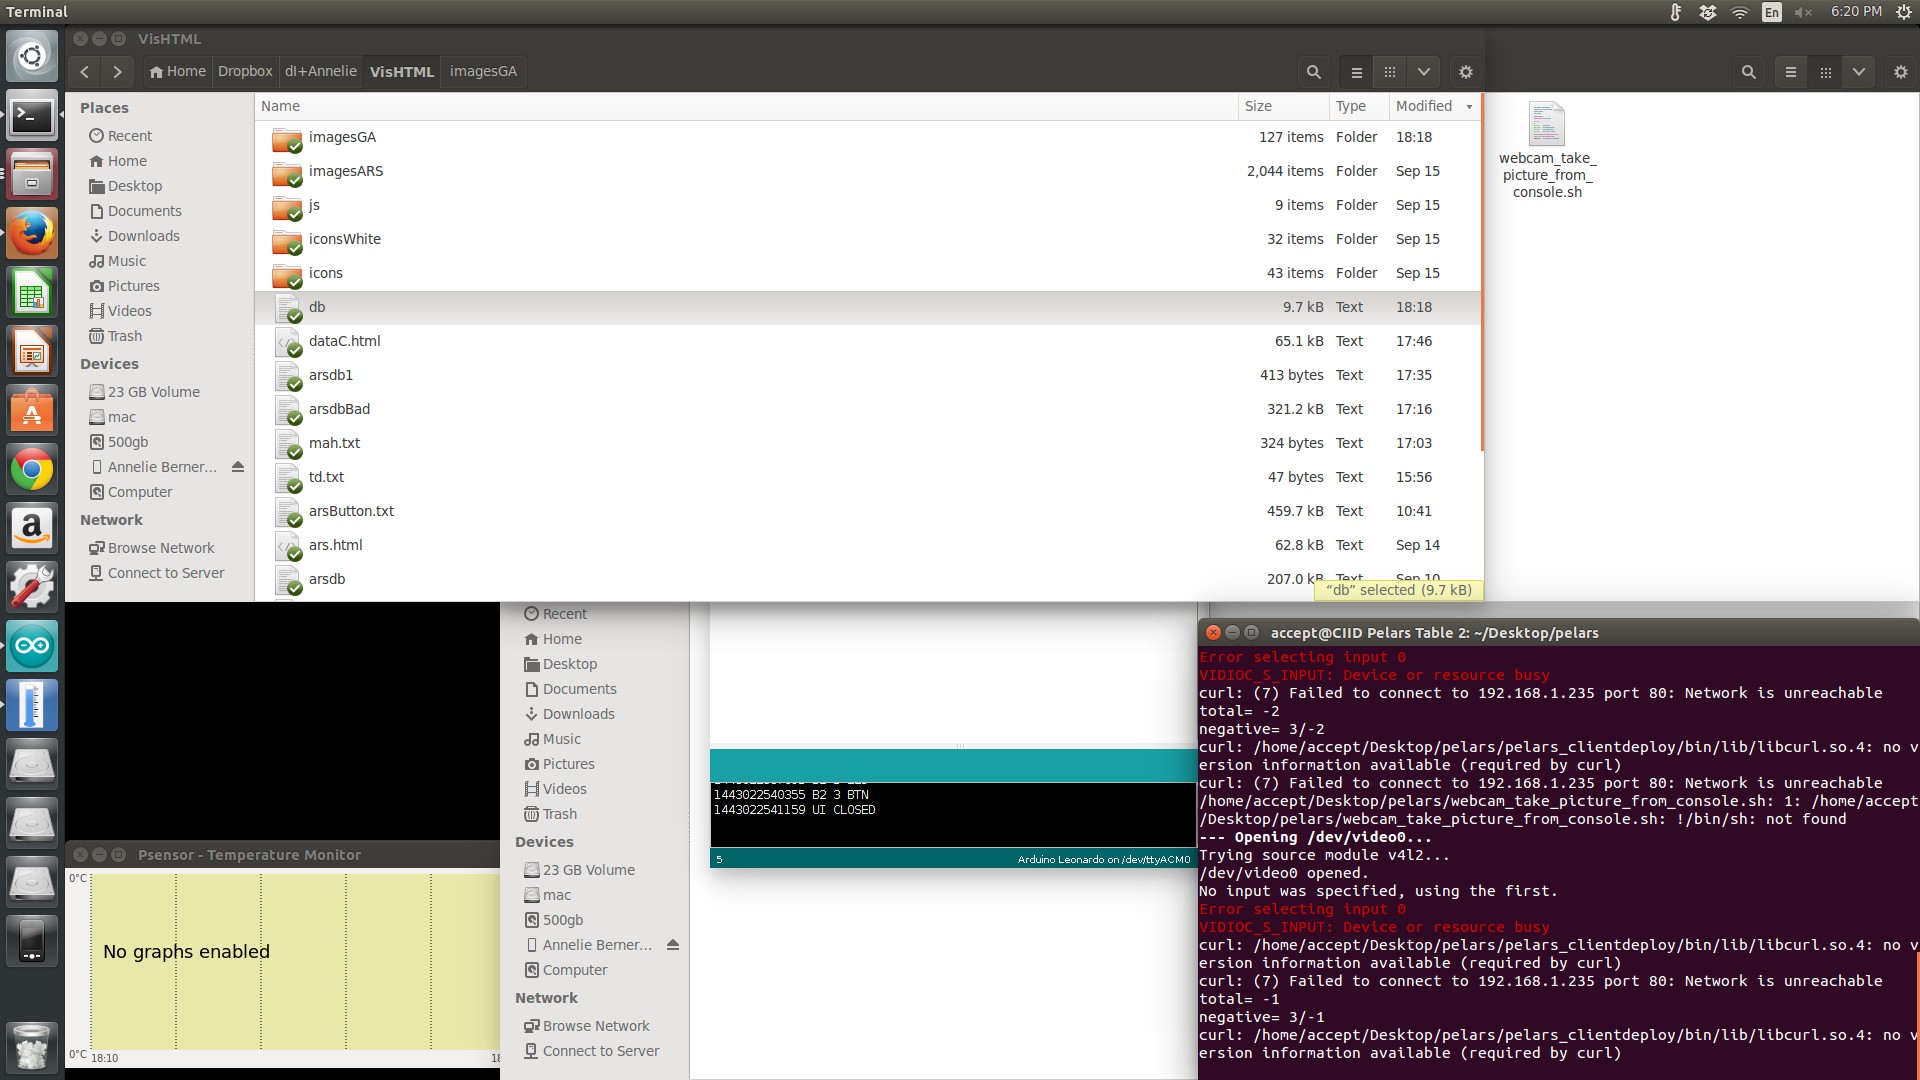 Terminal
En
6:20 PM
VisHTML
Home
Dropbox
dI+Annelie
VisHTML
imagesGA
Places
Recent
Home
Desktop
Documents
Downloads
Music
Pictures
Videos
Trash
Devices
23 GB Volume
mac
500gb
Annelie Berner...
Computer
Network
Browse Network
Connect to Server
Name Size Type Modified
imagesGA 127 items Folder 18:18
imagesARS 2,044 items Folder Sep 15
js 9 items Folder Sep 15
iconsWhite 32 items Folder Sep 15
icons 43 items Folder Sep 15
db 9.7 kB Text 18:18
dataC.html 65.1 kB Text 17:46
arsdb1 413 bytes Text 17:35
arsdbBad 321.2 kB Text 17:16
mah.txt 324 bytes Text 17:03
td.txt 47 bytes Text 15:56
arsButton.txt 459.7 kB Text 10:41
ars.html 62.8 kB Text Sep 14
arsdb 207.0 kB Text Sep 10
“db” selected (9.7 kB)
webcam_take_
picture_from_
console.sh
Recent
Home
Desktop
Documents
Downloads
Music
Pictures
Videos
Trash
Devices
23 GB Volume
mac
500gb
Annelie Berner...
Computer
Network
Browse Network
Connect to Server
1443022540355 B2 3 BTN
1443022541159 UI CLOSED
5
Arduino Leonardo on /dev/ttyACM0
Psensor - Temperature Monitor
0°C
No graphs enabled
0°C
18:10
18
accept@CIID Pelars Table 2: ~/Desktop/pelars
Error selecting input 0
VIDIOC_S_INPUT: Device or resource busy
curl: (7) Failed to connect to 192.168.1.235 port 80: Network is unreachable
total= -2
negative= 3/-2
curl: /home/accept/Desktop/pelars/pelars_clientdeploy/bin/lib/libcurl.so.4: no v
ersion information available (required by curl)
curl: (7) Failed to connect to 192.168.1.235 port 80: Network is unreachable
/home/accept/Desktop/pelars/webcam_take_picture_from_console.sh: 1: /home/accept
/Desktop/pelars/webcam_take_picture_from_console.sh: !/bin/sh: not found
--- Opening /dev/video0...
Trying source module v4l2...
/dev/video0 opened.
No input was specified, using the first.
Error selecting input 0
VIDIOC_S_INPUT: Device or resource busy
curl: /home/accept/Desktop/pelars/pelars_clientdeploy/bin/lib/libcurl.so.4: no v
ersion information available (required by curl)
curl: (7) Failed to connect to 192.168.1.235 port 80: Network is unreachable
total= -1
negative= 3/-1
curl: /home/accept/Desktop/pelars/pelars_clientdeploy/bin/lib/libcurl.so.4: no v
ersion information available (required by curl)